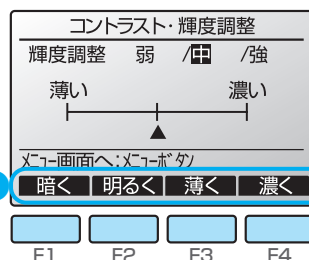 コントラスト・輝度調整
輝度調整 弱 /中 /強
薄い 濃い
メニュー画面へ:メニューボタン
暗く 明るく 薄く 濃く
F1 F2 F3 F4